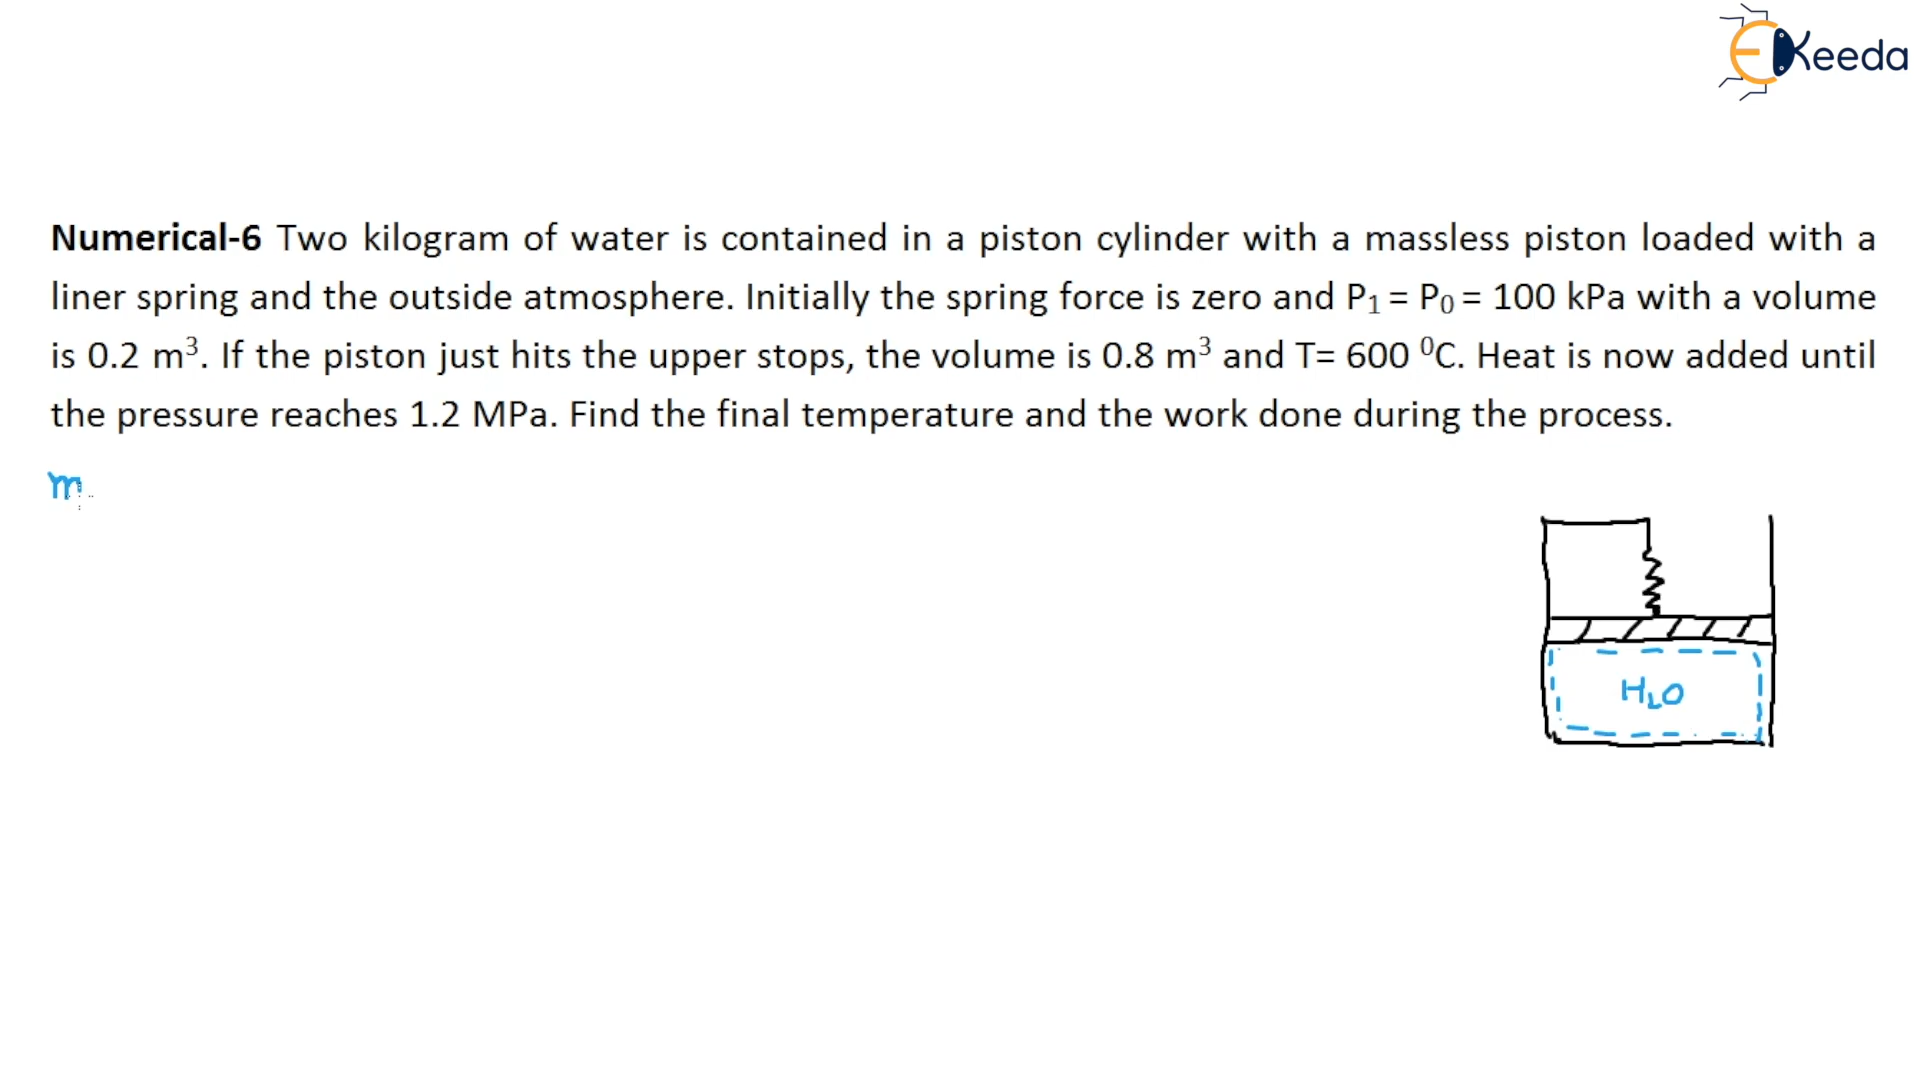 EKeeda
Numerical-6 Two kilogram of water is contained in a piston cylinder with a massless piston loaded with a
liner spring and the outside atmosphere. Initially the spring force is zero and P₁ = P₀ = 100 kPa with a volume
is 0.2 m³. If the piston just hits the upper stops, the volume is 0.8 m³ and T= 600 ⁰C. Heat is now added until
the pressure reaches 1.2 MPa. Find the final temperature and the work done during the process.
m
H₂O